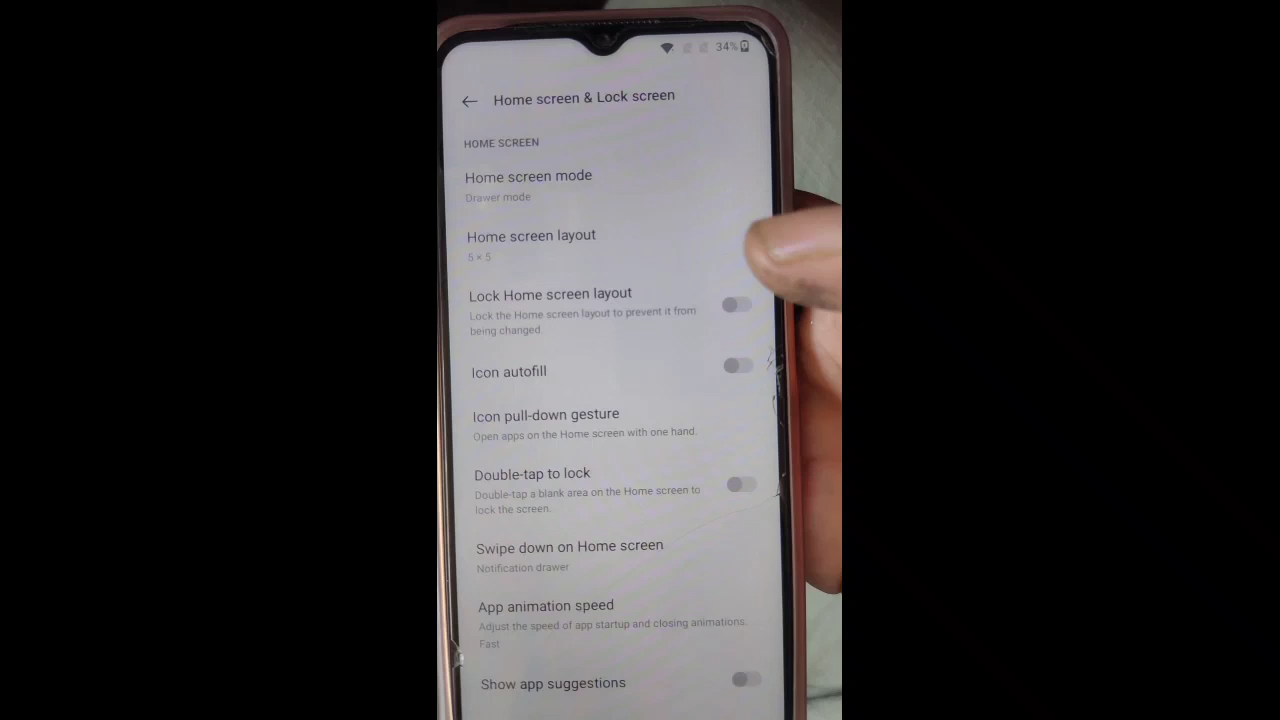 34%
Home screen & Lock screen
HOME SCREEN
Home screen mode
Drawer mode
Home screen layout
5 × 5
Lock Home screen layout
Lock the Home screen layout to prevent it from
being changed.
Icon autofill
Icon pull-down gesture
Open apps on the Home screen with one hand.
Double-tap to lock
Double-tap a blank area on the Home screen to
lock the screen.
Swipe down on Home screen
Notification drawer
App animation speed
Adjust the speed of app startup and closing animations.
Fast
Show app suggestions